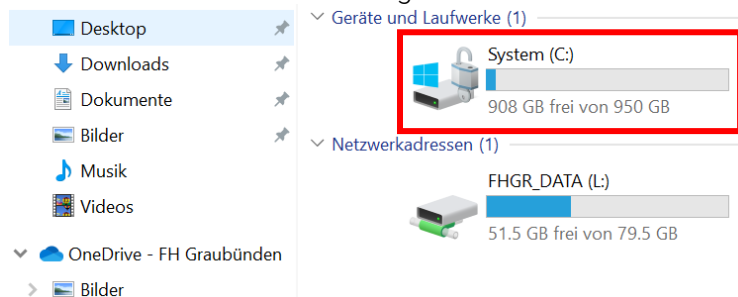 Desktop
Downloads
Dokumente
Bilder
Musik
Videos
OneDrive - FH Graubünden
Bilder
Geräte und Laufwerke (1)
System (C:)
908 GB frei von 950 GB
Netzwerkadressen (1)
FHGR_DATA (L:)
51.5 GB frei von 79.5 GB